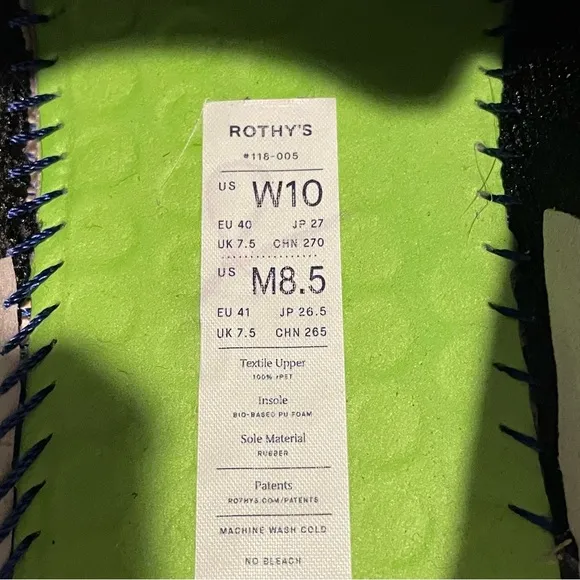 ROTHY'S
#118-005
US W10
EU 40 JP 27
UK 7.5 CHN 270
US M8.5
EU 41 JP 26.5
UK 7.5 CHN 265
Textile Upper
100% rPET
Insole
BIO-BASED PU FOAM
Sole Material
RUBBER
Patents
ROTHYS.COM/PATENTS
MACHINE WASH COLD
NO BLEACH